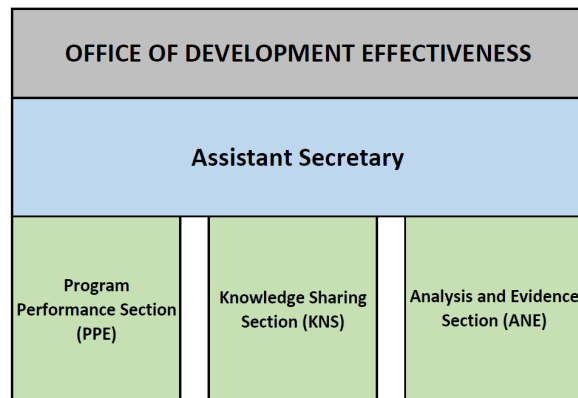 OFFICE OF DEVELOPMENT EFFECTIVENESS
Assistant Secretary
Program
Performance Section
(PPE)
Knowledge Sharing
Section (KNS)
Analysis and Evidence
Section (ANE)